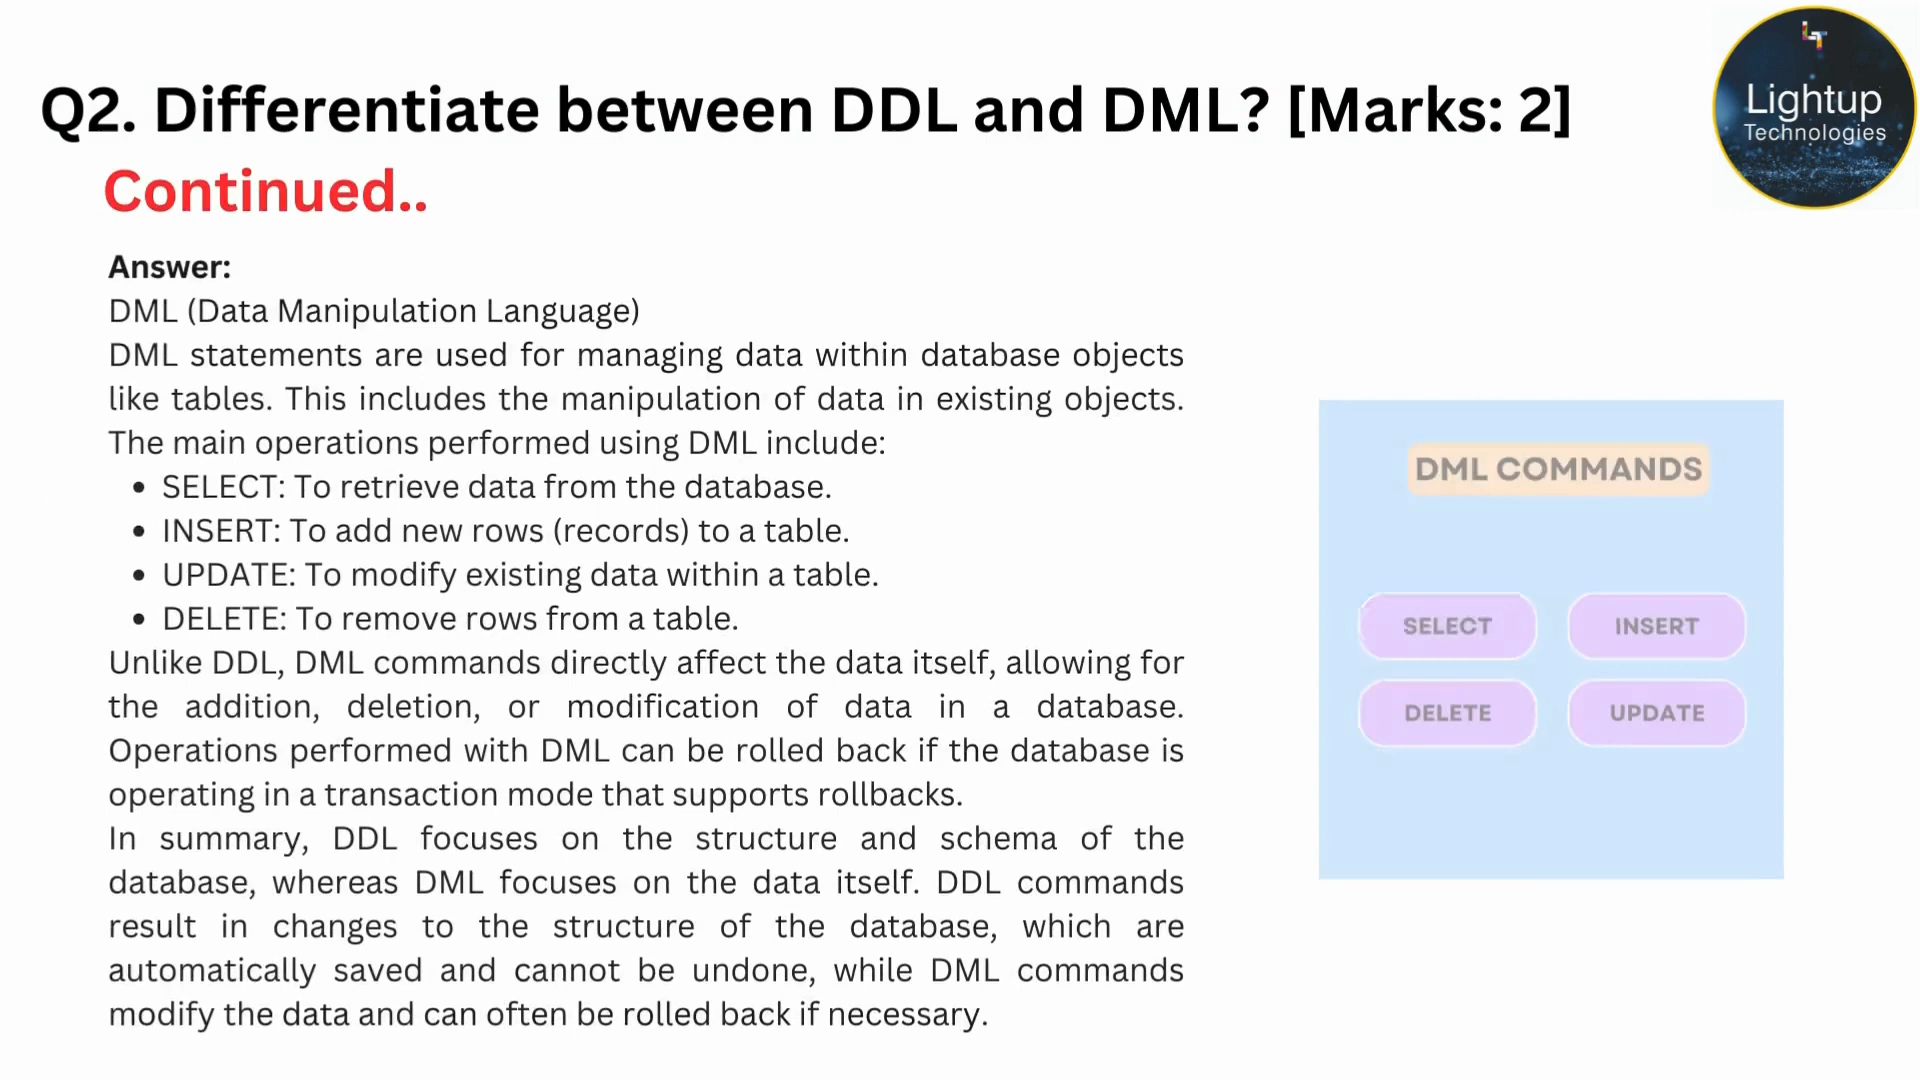 Q2. Differentiate between DDL and DML? [Marks: 2]
Continued..
LT
Lightup
Technologies
Answer:
DML (Data Manipulation Language)
DML statements are used for managing data within database objects
like tables. This includes the manipulation of data in existing objects.
The main operations performed using DML include:
• SELECT: To retrieve data from the database.
• INSERT: To add new rows (records) to a table.
• UPDATE: To modify existing data within a table.
• DELETE: To remove rows from a table.
Unlike DDL, DML commands directly affect the data itself, allowing for
the addition, deletion, or modification of data in a database.
Operations performed with DML can be rolled back if the database is
operating in a transaction mode that supports rollbacks.
In summary, DDL focuses on the structure and schema of the
database, whereas DML focuses on the data itself. DDL commands
result in changes to the structure of the database, which are
automatically saved and cannot be undone, while DML commands
modify the data and can often be rolled back if necessary.
DML COMMANDS
SELECT INSERT
DELETE UPDATE